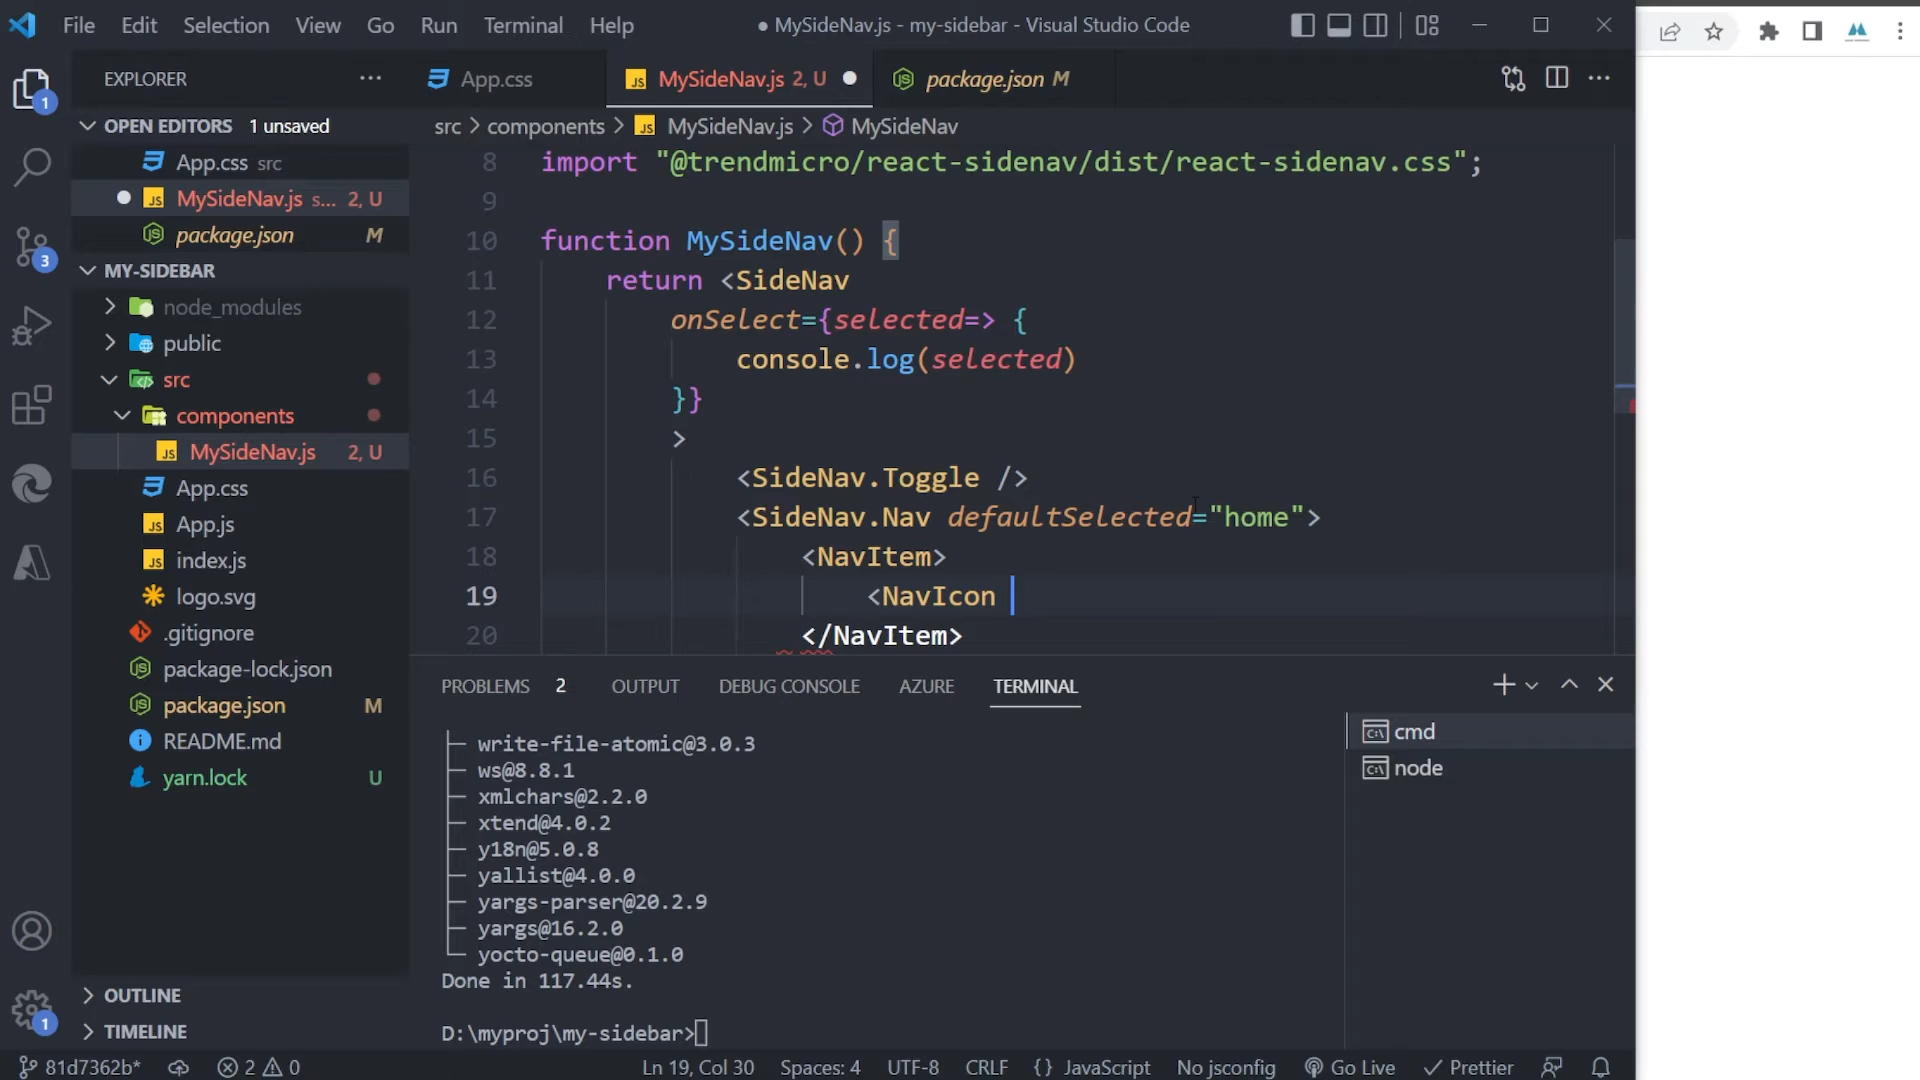 File Edit Selection View Go Run Terminal Help
● MySideNav.js - my-sidebar - Visual Studio Code
EXPLORER
App.css
JS MySideNav.js 2, U
package.json M
1
OPEN EDITORS 1 unsaved
App.css src
JS MySideNav.js s... 2, U
package.json M
3
MY-SIDEBAR
node_modules
public
src
components
JS MySideNav.js 2, U
App.css
JS App.js
JS index.js
logo.svg
.gitignore
package-lock.json
package.json M
README.md
yarn.lock U
OUTLINE
TIMELINE
1
src > components > JS MySideNav.js > MySideNav
8 import "@trendmicro/react-sidenav/dist/react-sidenav.css";
9
10 function MySideNav() {
11 return <SideNav
12 onSelect={selected=> {
13 console.log(selected)
14 }}
15 >
16 <SideNav.Toggle />
17 <SideNav.Nav defaultSelected="home">
18 <NavItem>
19 <NavIcon
20 </NavItem>
PROBLEMS 2 OUTPUT DEBUG CONSOLE AZURE TERMINAL
├─ write-file-atomic@3.0.3
├─ ws@8.8.1
├─ xmlchars@2.2.0
├─ xtend@4.0.2
├─ y18n@5.0.8
├─ yallist@4.0.0
├─ yargs-parser@20.2.9
├─ yargs@16.2.0
└─ yocto-queue@0.1.0
Done in 117.44s.
D:\myproj\my-sidebar>
cmd
node
81d7362b* 2 0 Ln 19, Col 30 Spaces: 4 UTF-8 CRLF {} JavaScript No jsconfig Go Live Prettier